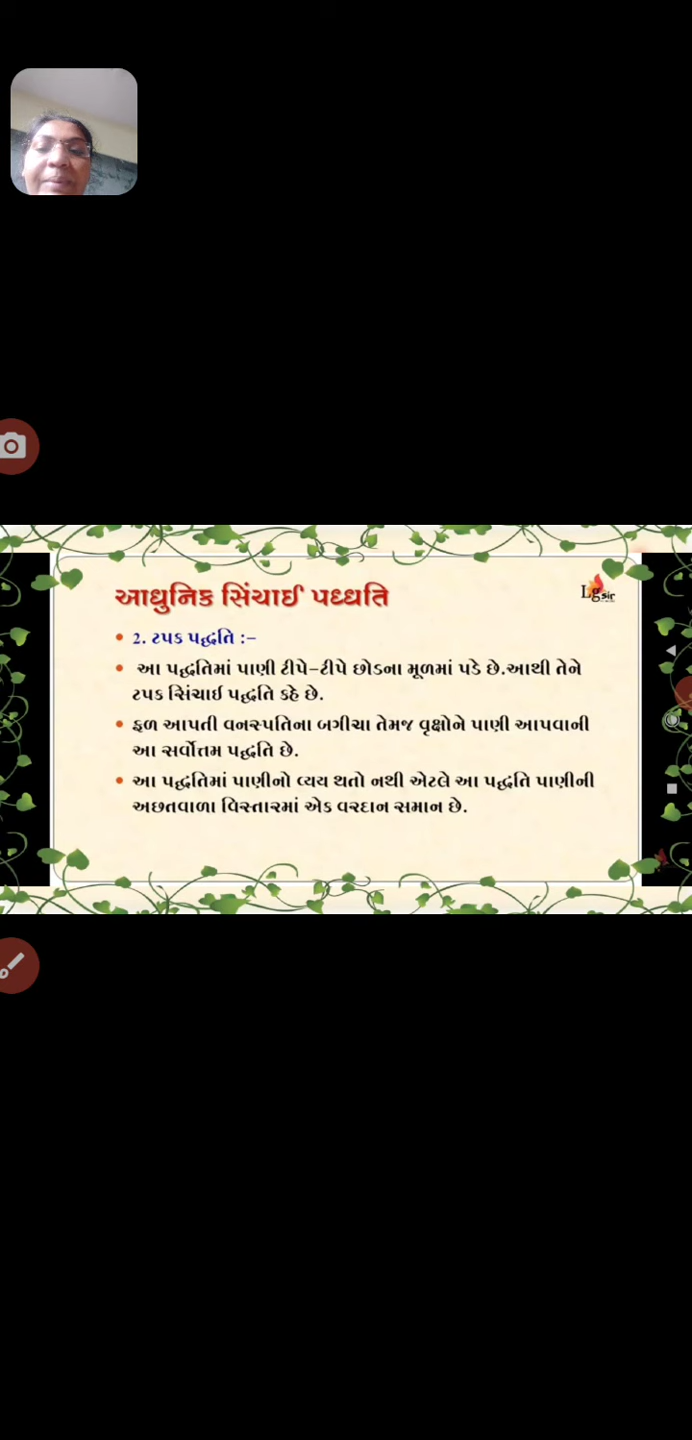 આધુનિક સિંચાઈ પધ્ધતિ
Lg sir
2. ટપક પદ્ધતિ :–
આ પદ્ધતિમાં પાણી ટીપે–ટીપે છોડના મૂળમાં પડે છે.આથી તેને
ટપક સિંચાઈ પદ્ધતિ કહે છે.
ફળ આપતી વનસ્પતિના બગીચા તેમજ વૃક્ષોને પાણી આપવાની
આ સર્વોત્તમ પદ્ધતિ છે.
આ પદ્ધતિમાં પાણીનો વ્યય થતો નથી એટલે આ પદ્ધતિ પાણીની
અછતવાળા વિસ્તારમાં એક વરદાન સમાન છે.